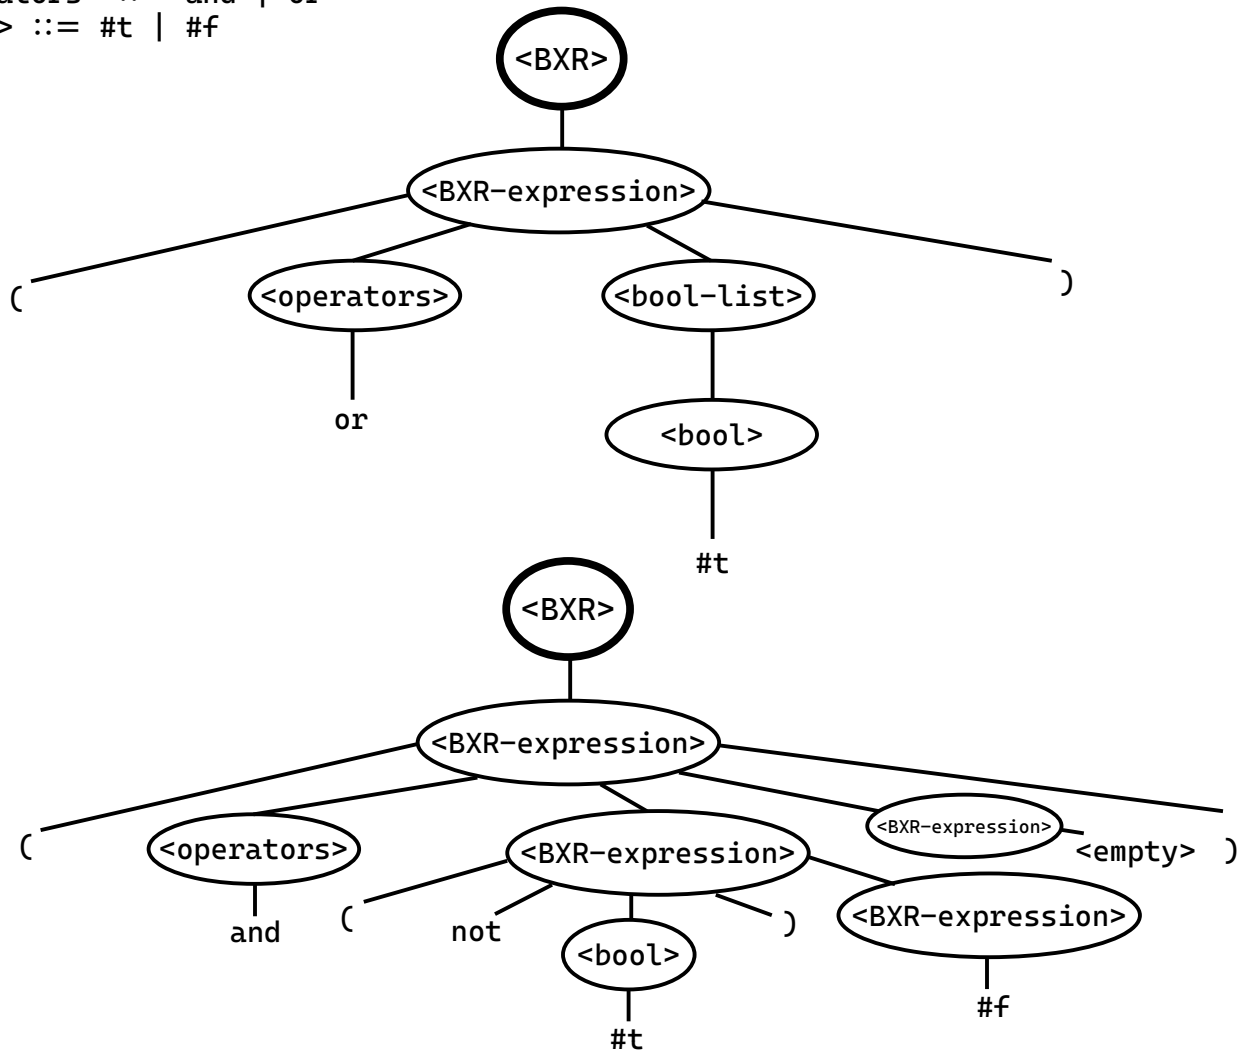 > ::= #t | #f
<BXR>
<BXR-expression>
( <operators> <bool-list> )
or
<bool>
#t
<BXR>
<BXR-expression>
( <operators> <BXR-expression> <BXR-expression> <empty> )
and ( not <bool> ) <BXR-expression>
#t #f